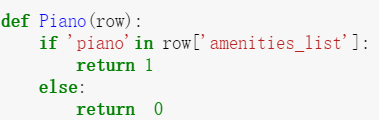 def Piano(row):
    if 'piano'in row['amenities_list']:
        return 1
    else:
        return  0